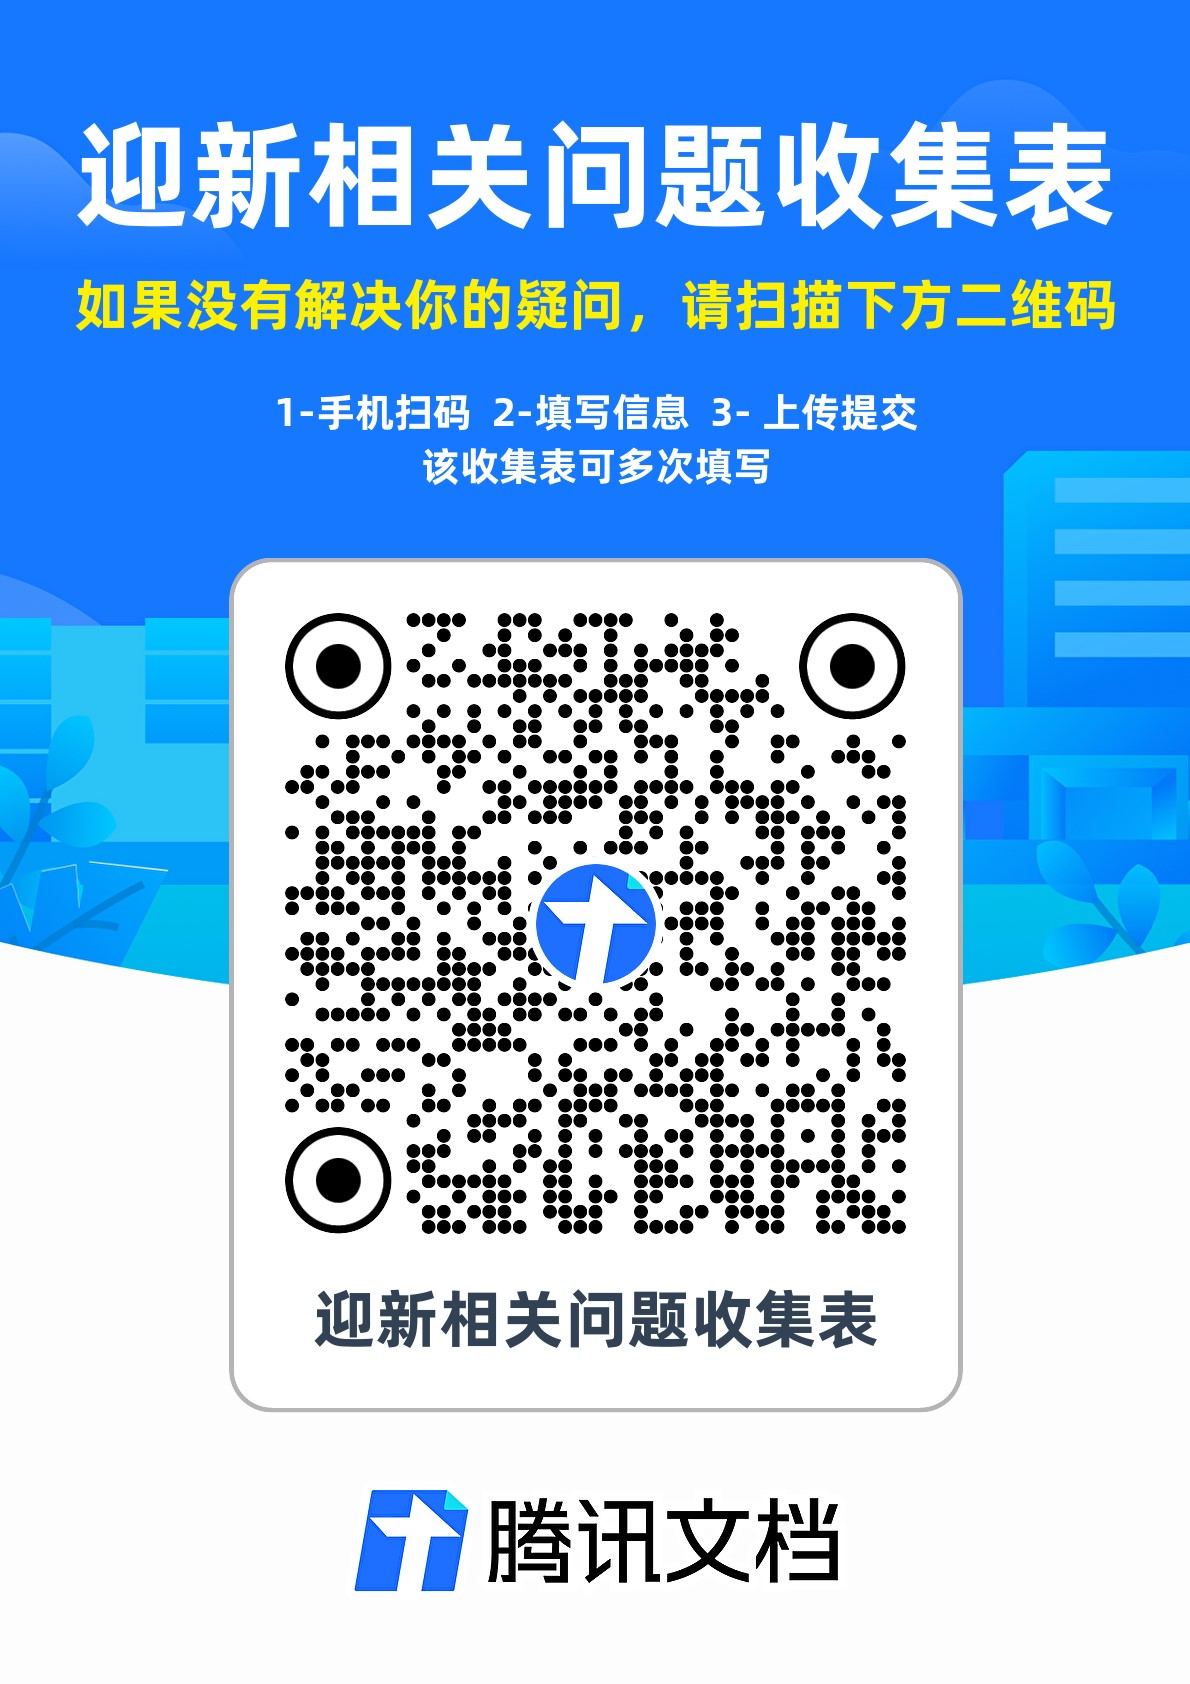 迎新相关问题收集表
如果没有解决你的疑问，请扫描下方二维码
1-手机扫码 2-填写信息 3- 上传提交
该收集表可多次填写
迎新相关问题收集表
腾讯文档